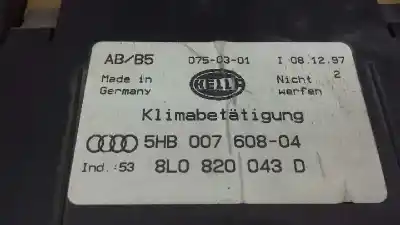 AB/B5 075-03-01 I 08.12.97
Made in Germany HELLA Nicht 2 werfen
Klimabetätigung
5HB 007 608-04
Ind.:53 8L0 820 043 D